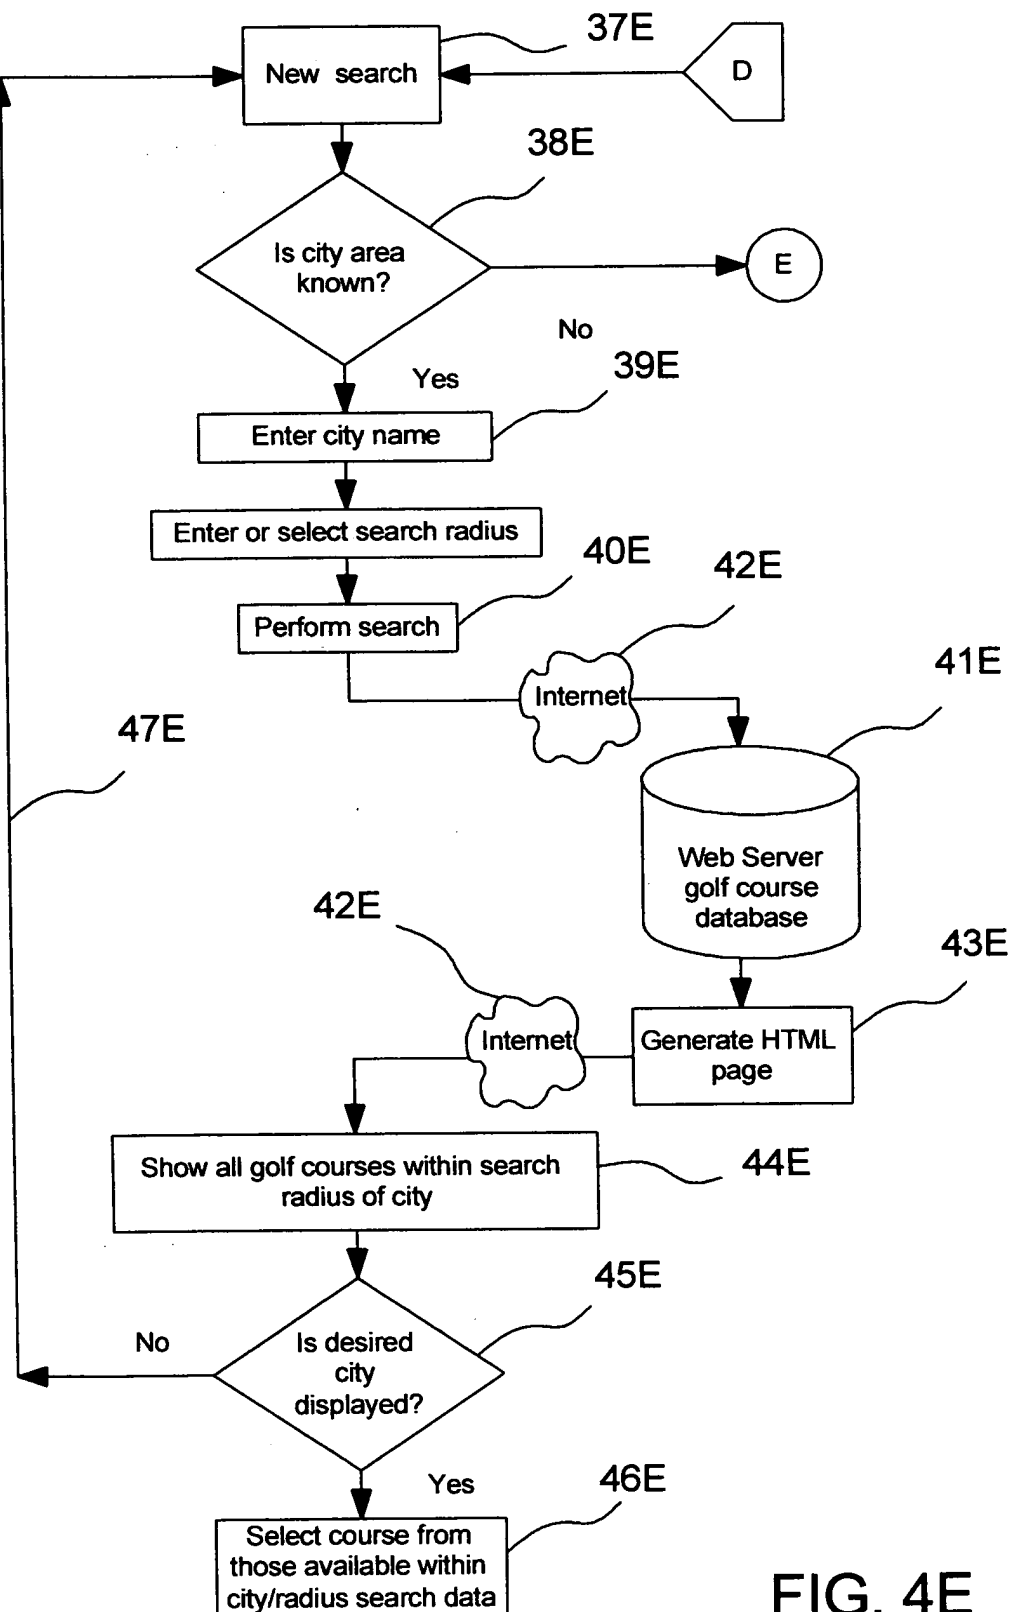 37E
New search
D
38E
Is city area
known?
E
No
Yes
39E
Enter city name
Enter or select search radius
40E
42E
Perform search
Internet
41E
47E
Web Server
golf course
database
42E
43E
Internet
Generate HTML
page
Show all golf courses within search
radius of city
44E
45E
No
Is desired
city
displayed?
Yes
46E
Select course from
those available within
city/radius search data
FIG. 4E